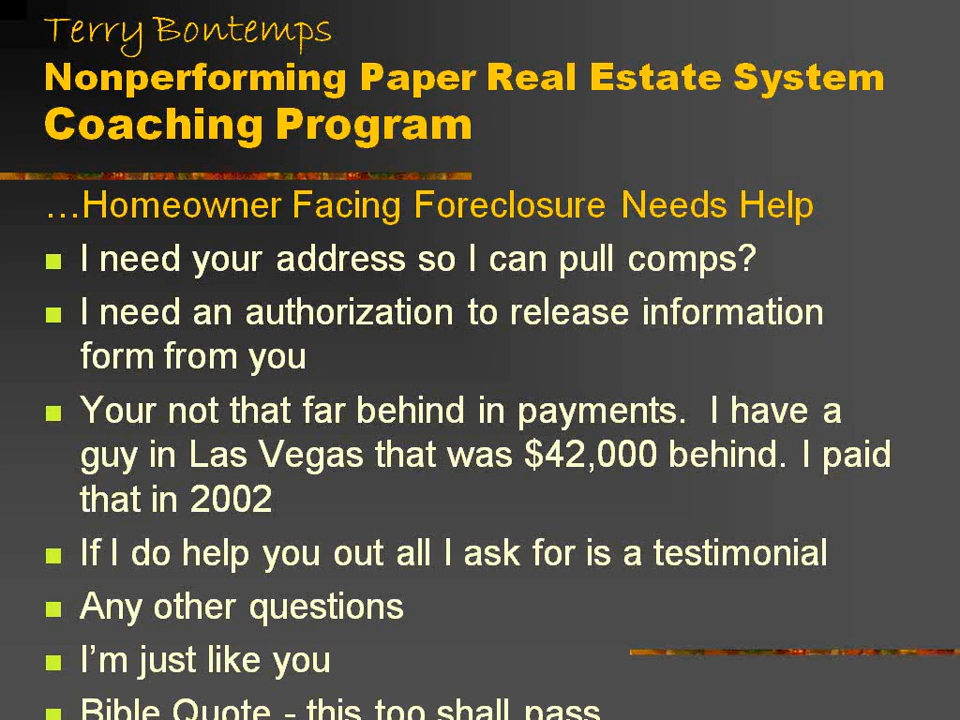 Terry Bontemps
Nonperforming Paper Real Estate System
Coaching Program
…Homeowner Facing Foreclosure Needs Help
I need your address so I can pull comps?
I need an authorization to release information
form from you
Your not that far behind in payments. I have a
guy in Las Vegas that was $42,000 behind. I paid
that in 2002
If I do help you out all I ask for is a testimonial
Any other questions
I'm just like you
Bible Quote - this too shall pass